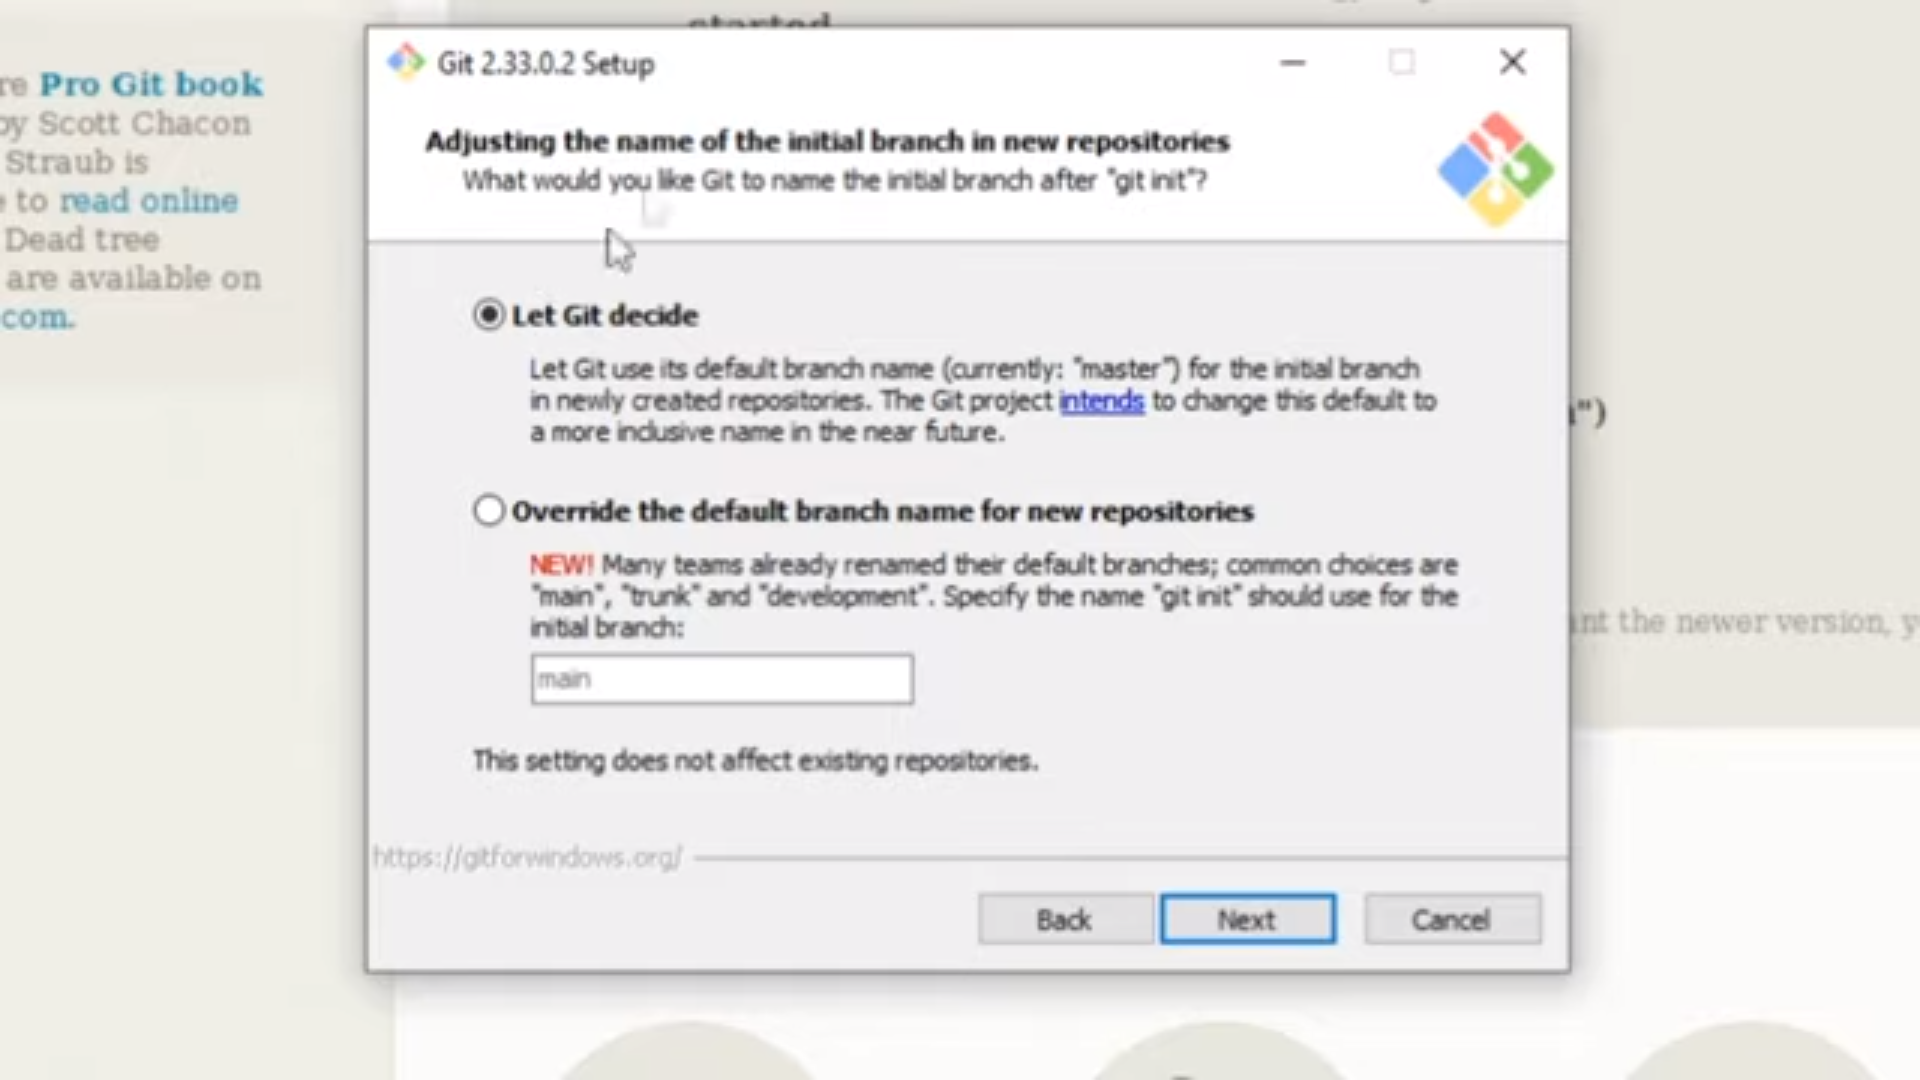 started
re Pro Git book
by Scott Chacon
Straub is
e to read online
Dead tree
are available on
com.
Git 2.33.0.2 Setup
Adjusting the name of the initial branch in new repositories
What would you like Git to name the initial branch after "git init"?
Let Git decide
Let Git use its default branch name (currently: "master") for the initial branch
in newly created repositories. The Git project intends to change this default to
a more inclusive name in the near future.
Override the default branch name for new repositories
NEW! Many teams already renamed their default branches; common choices are
"main", "trunk" and "development". Specify the name "git init" should use for the
initial branch:
main
This setting does not affect existing repositories.
https://gitforwindows.org/
Back
Next
Cancel
")
nt the newer version, y